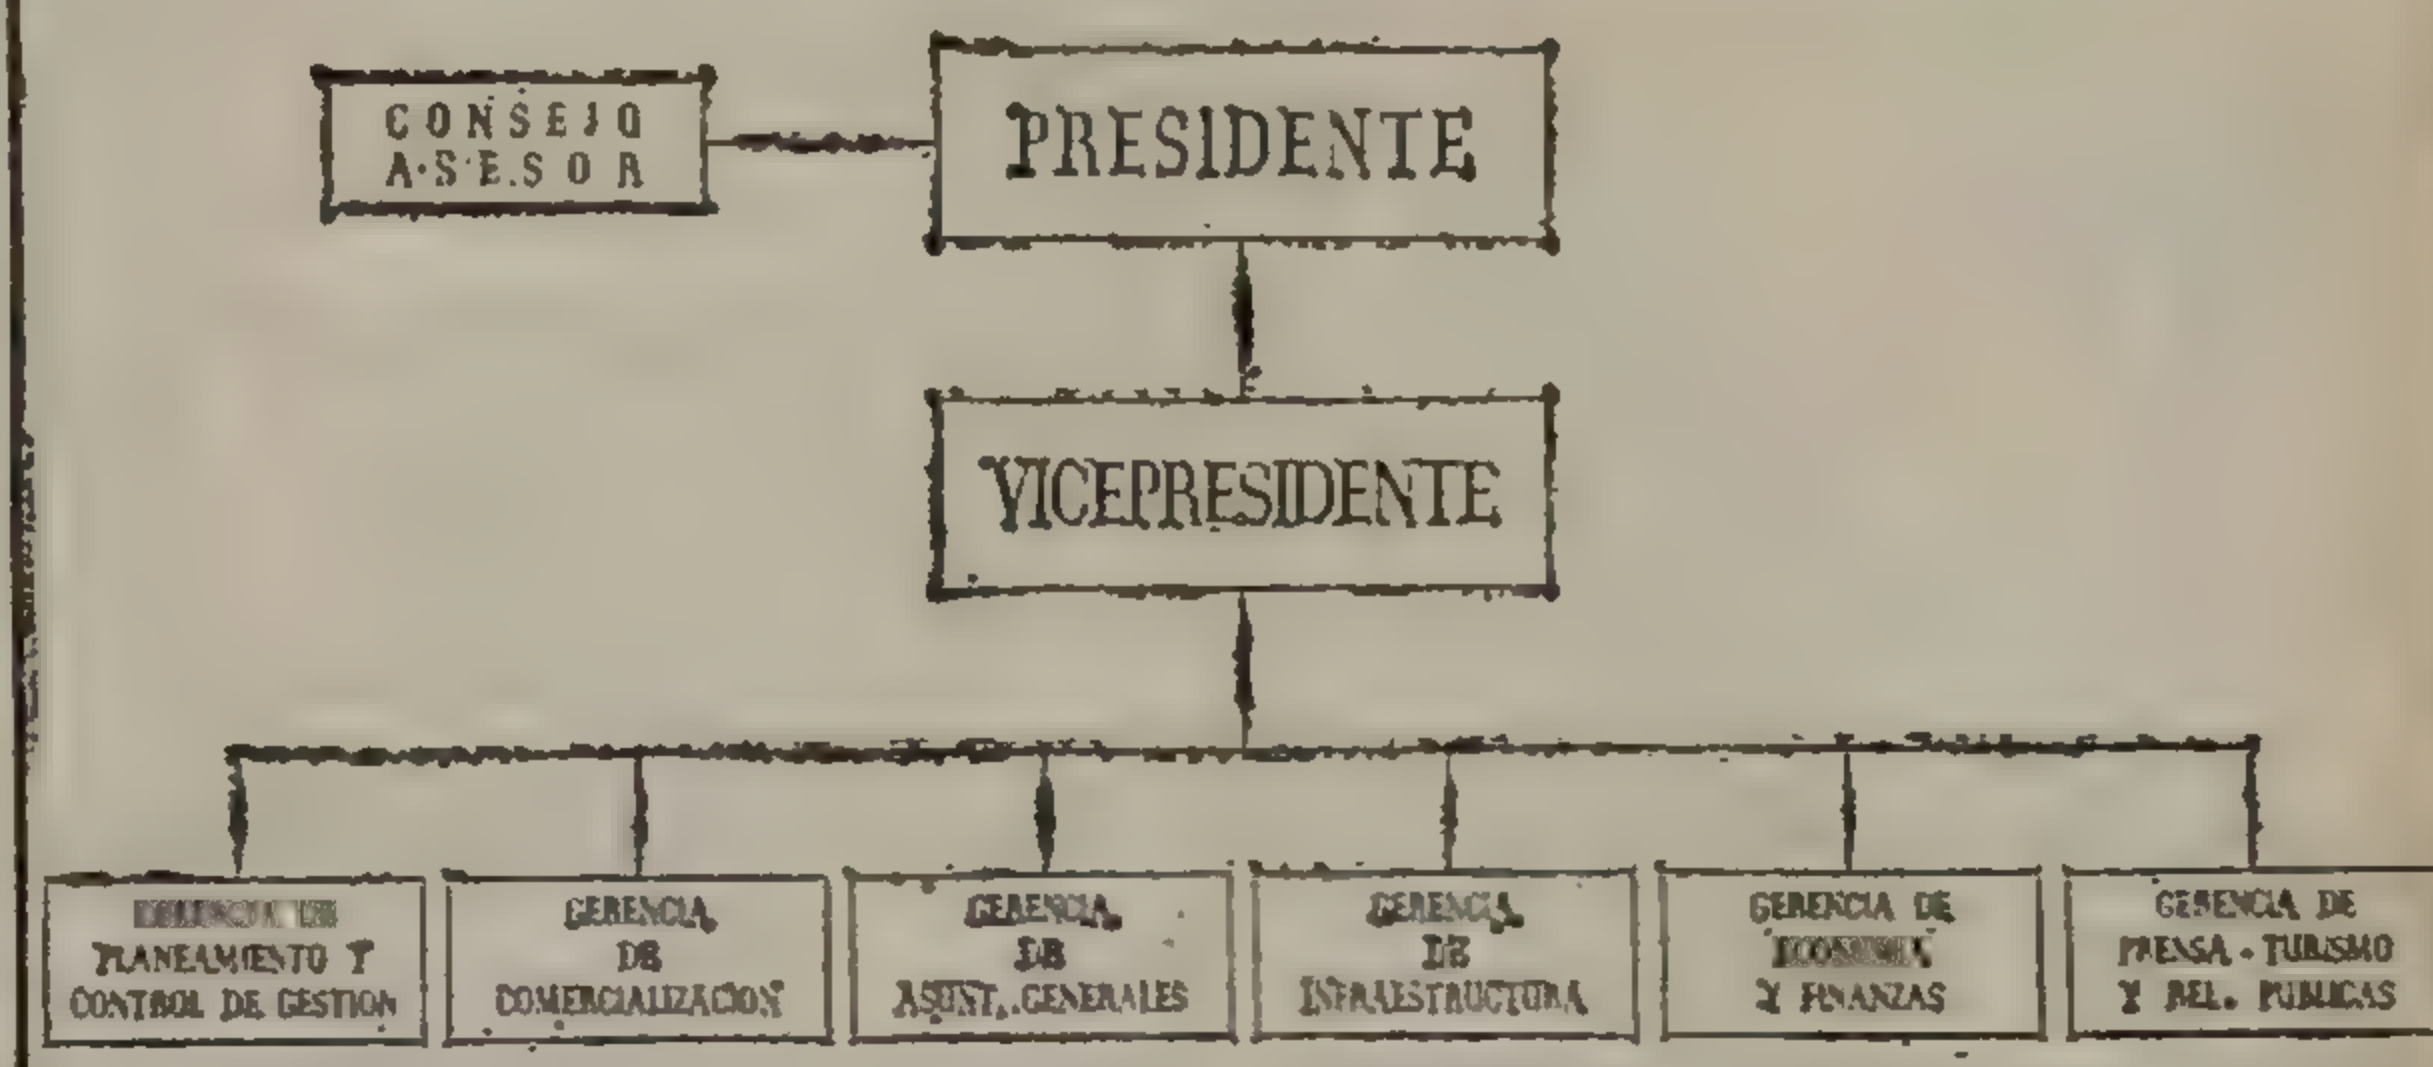 CONSEJO
ASESOR
PRESIDENTE
VICEPRESIDENTE
PLANEAMIENTO Y
CONTROL DE GESTION
GERENCIA
DE
COMERCIALIZACION
GERENCIA
DE
ASUNT. GENERALES
GERENCIA
DE
INFRAESTRUCTURA
GERENCIA DE
ECONOMIA
Y FINANZAS
GERENCIA DE
PRENSA - TURISMO
Y REL. PUBLICAS